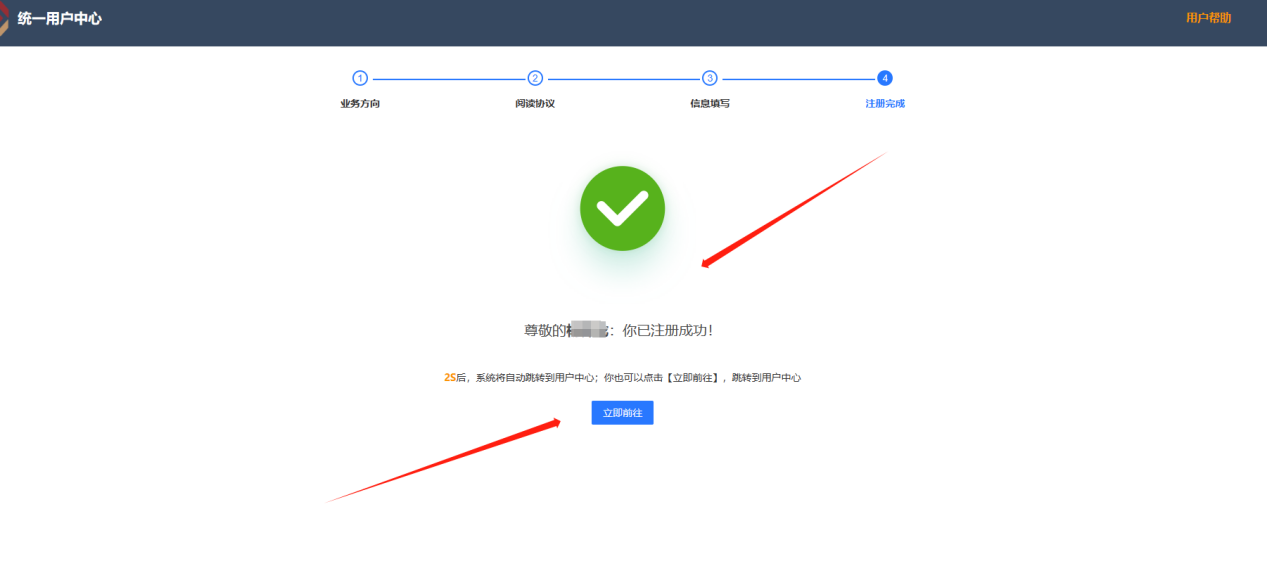 统一用户中心
用户帮助
1
2
3
4
业务方向
阅读协议
信息填写
注册完成
尊敬的 ：你已注册成功！
2S后，系统将自动跳转到用户中心；你也可以点击【立即前往】，跳转到用户中心
立即前往